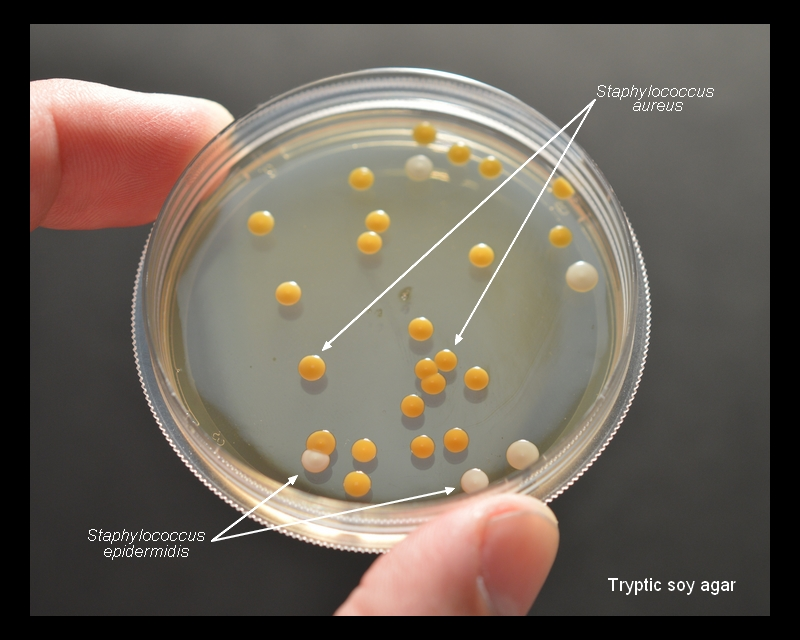 Staphylococcus
aureus
Staphylococcus
epidermidis
Tryptic soy agar